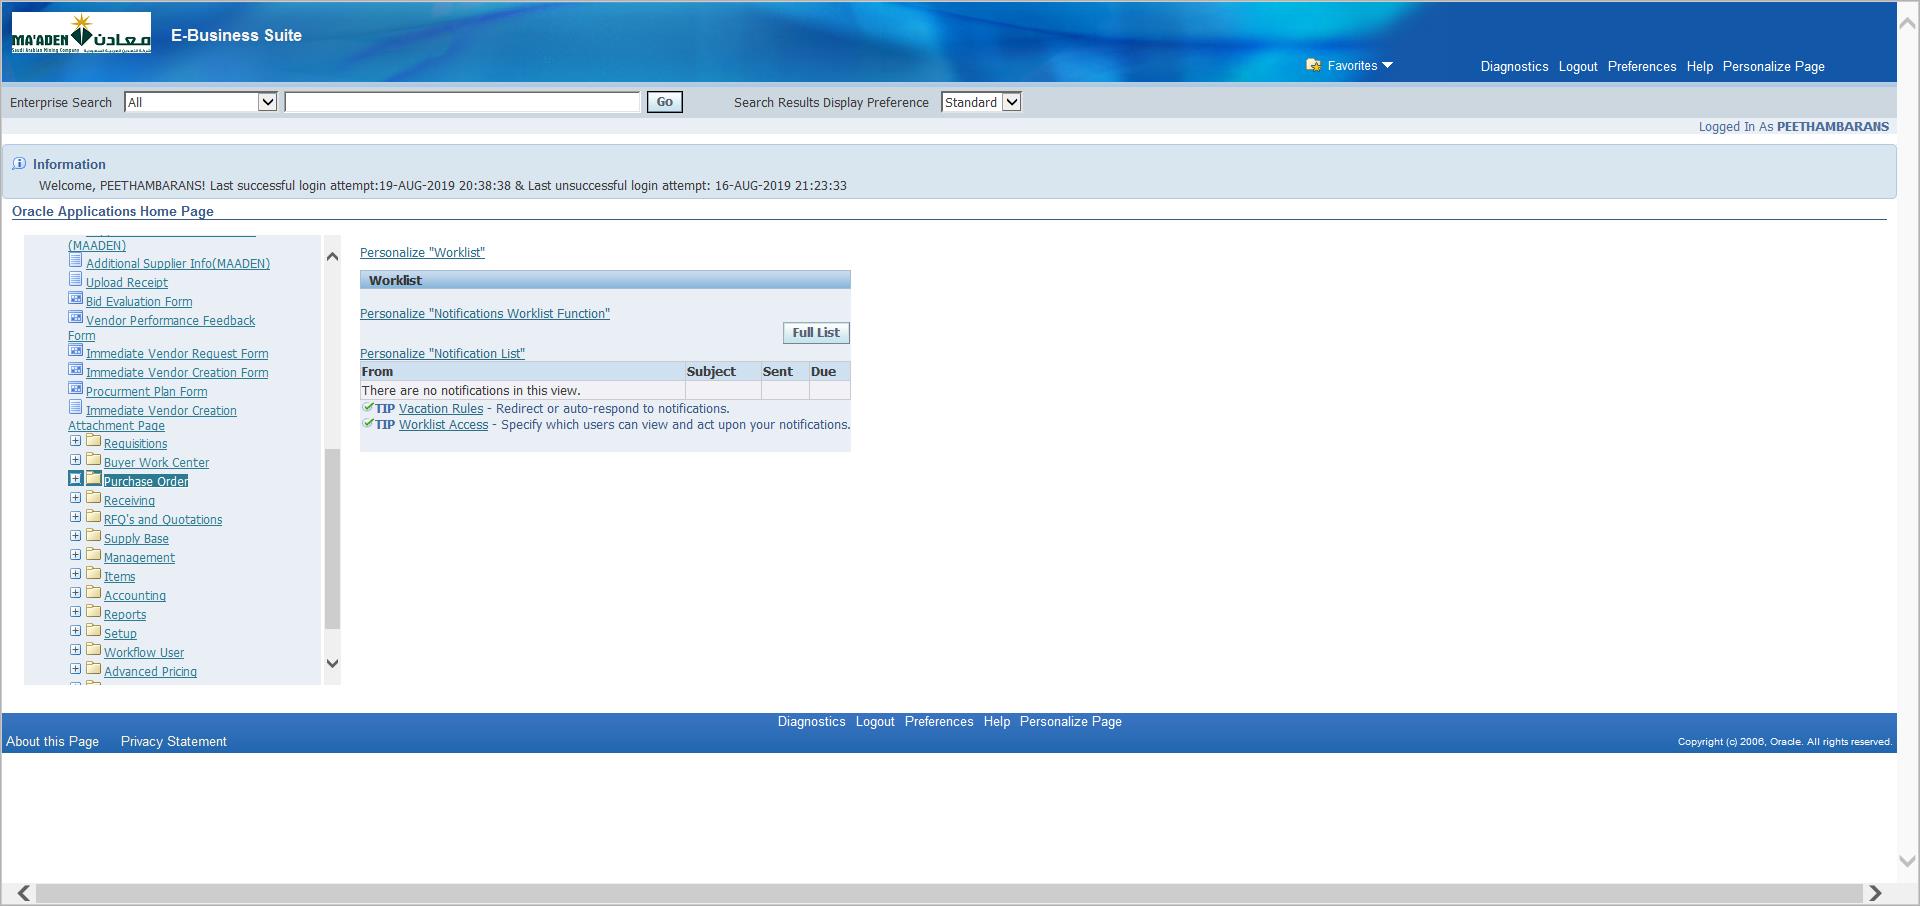 MA'ADEN معادن
Saudi Arabian Mining Company
E-Business Suite
Favorites
Diagnostics Logout Preferences Help Personalize Page
Enterprise Search All Go Search Results Display Preference Standard
Logged In As PEETHAMBARANS
Information
Welcome, PEETHAMBARANS! Last successful login attempt:19-AUG-2019 20:38:38 & Last unsuccessful login attempt: 16-AUG-2019 21:23:33
Oracle Applications Home Page
(MAADEN)
Additional Supplier Info(MAADEN)
Upload Receipt
Bid Evaluation Form
Vendor Performance Feedback
Form
Immediate Vendor Request Form
Immediate Vendor Creation Form
Procurment Plan Form
Immediate Vendor Creation
Attachment Page
Requisitions
Buyer Work Center
Purchase Order
Receiving
RFQ's and Quotations
Supply Base
Management
Items
Accounting
Reports
Setup
Workflow User
Advanced Pricing
Personalize "Worklist"
Worklist
Personalize "Notifications Worklist Function"
Full List
Personalize "Notification List"
From Subject Sent Due
There are no notifications in this view.
TIP Vacation Rules - Redirect or auto-respond to notifications.
TIP Worklist Access - Specify which users can view and act upon your notifications.
Diagnostics Logout Preferences Help Personalize Page
About this Page Privacy Statement
Copyright (c) 2006, Oracle. All rights reserved.